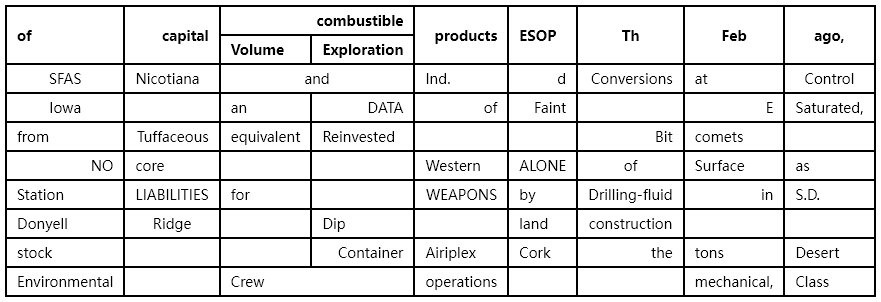 of capital combustible products ESOP Th Feb ago,
Volume Exploration
SFAS Nicotiana and Ind. d Conversions at Control
Iowa an DATA of Faint E Saturated,
from Tuffaceous equivalent Reinvested Bit comets
NO core Western ALONE of Surface as
Station LIABILITIES for WEAPONS by Drilling-fluid in S.D.
Donyell Ridge Dip land construction
stock Container Airiplex Cork the tons Desert
Environmental Crew operations mechanical, Class